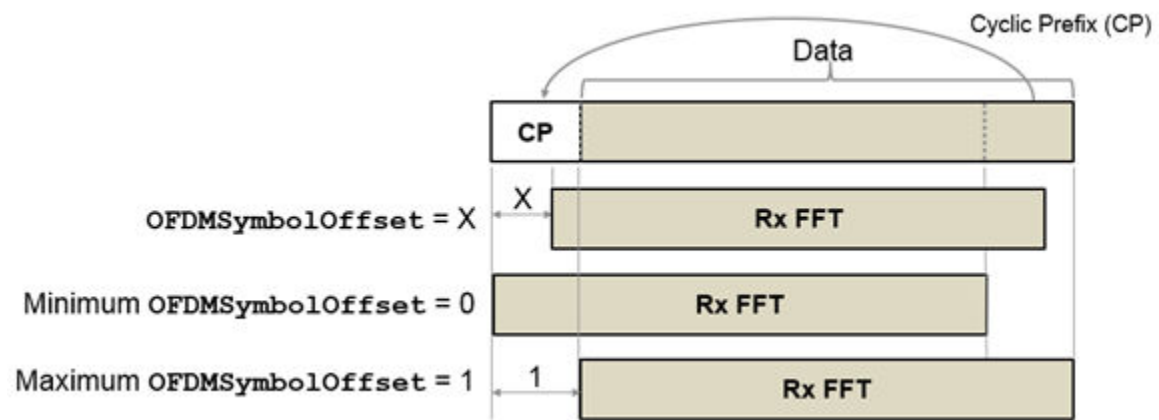 Cyclic Prefix (CP)
Data
CP
X
OFDMSymbolOffset = X
Rx FFT
Minimum OFDMSymbolOffset = 0
Rx FFT
Maximum OFDMSymbolOffset = 1
1
Rx FFT